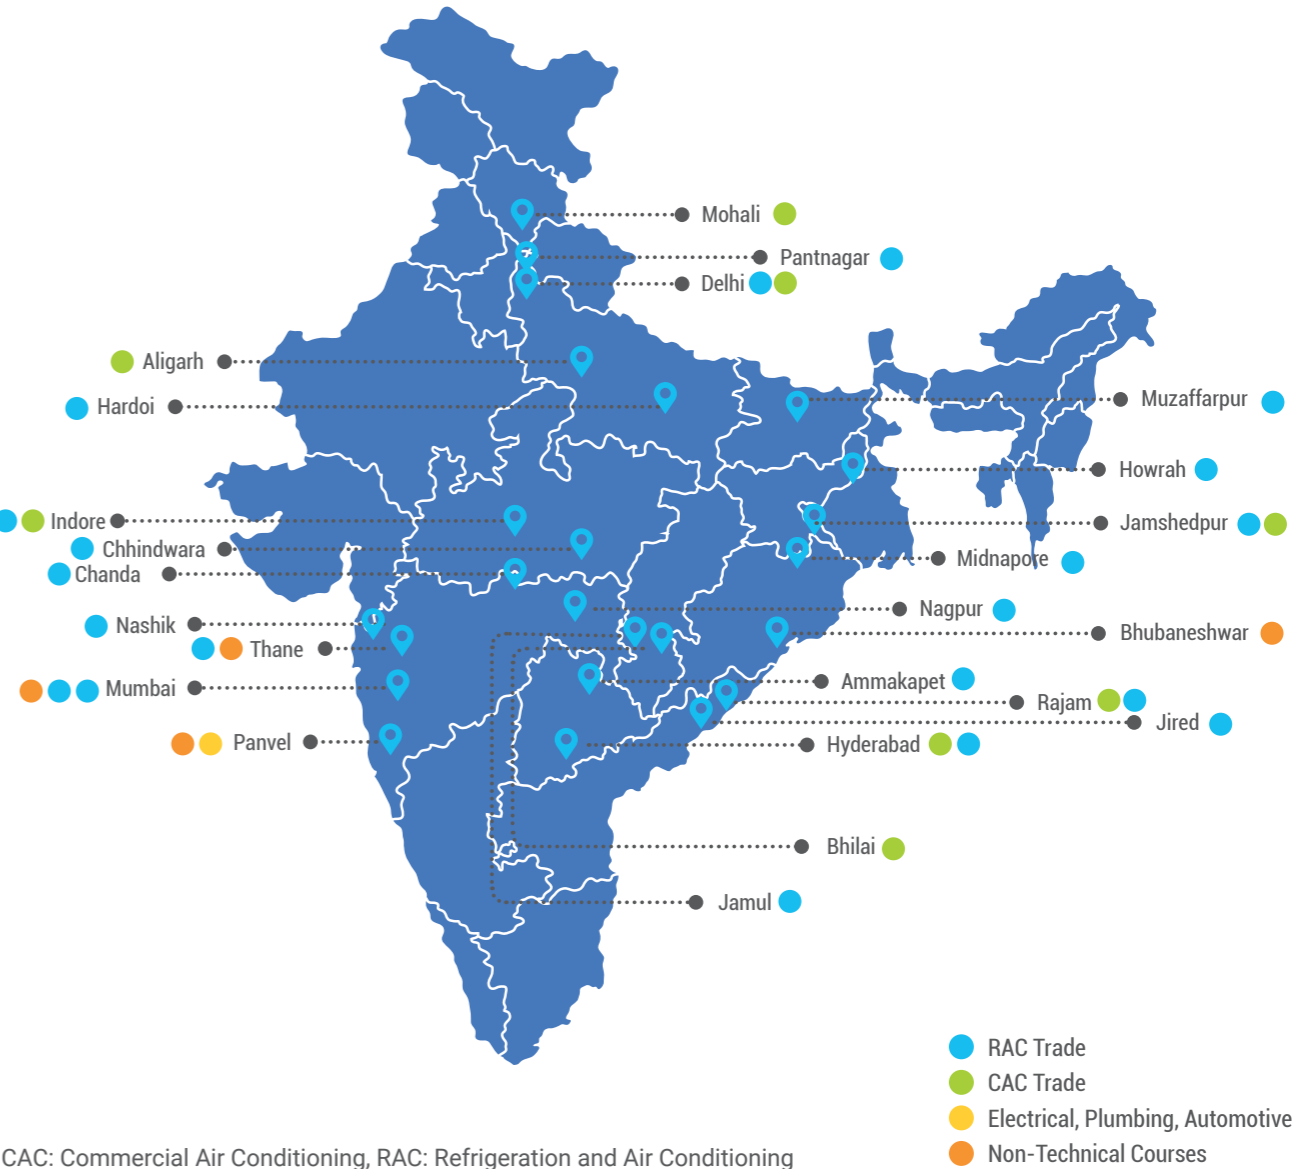 Mohali
Pantnagar
Delhi
Aligarh
Hardoi
Muzaffarpur
Howrah
Indore
Jamshedpur
Chhindwara
Midnapore
Chanda
Nagpur
Nashik
Bhubaneshwar
Thane
Ammakapet
Mumbai
Rajam
Jired
Panvel
Hyderabad
Bhilai
Jamul
RAC Trade
CAC Trade
Electrical, Plumbing, Automotive
Non-Technical Courses
CAC: Commercial Air Conditioning, RAC: Refrigeration and Air Conditioning